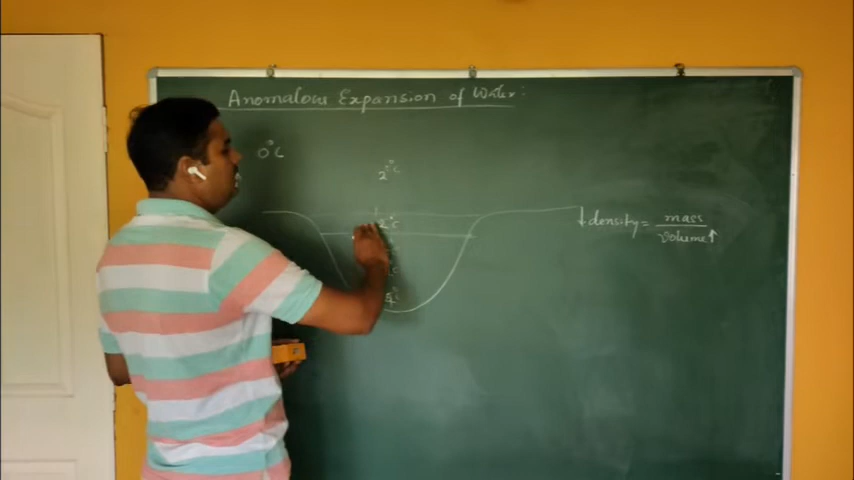 Anomalous Expansion of Water:
0°C
2°C
2°C
↓density = mass
volume↑